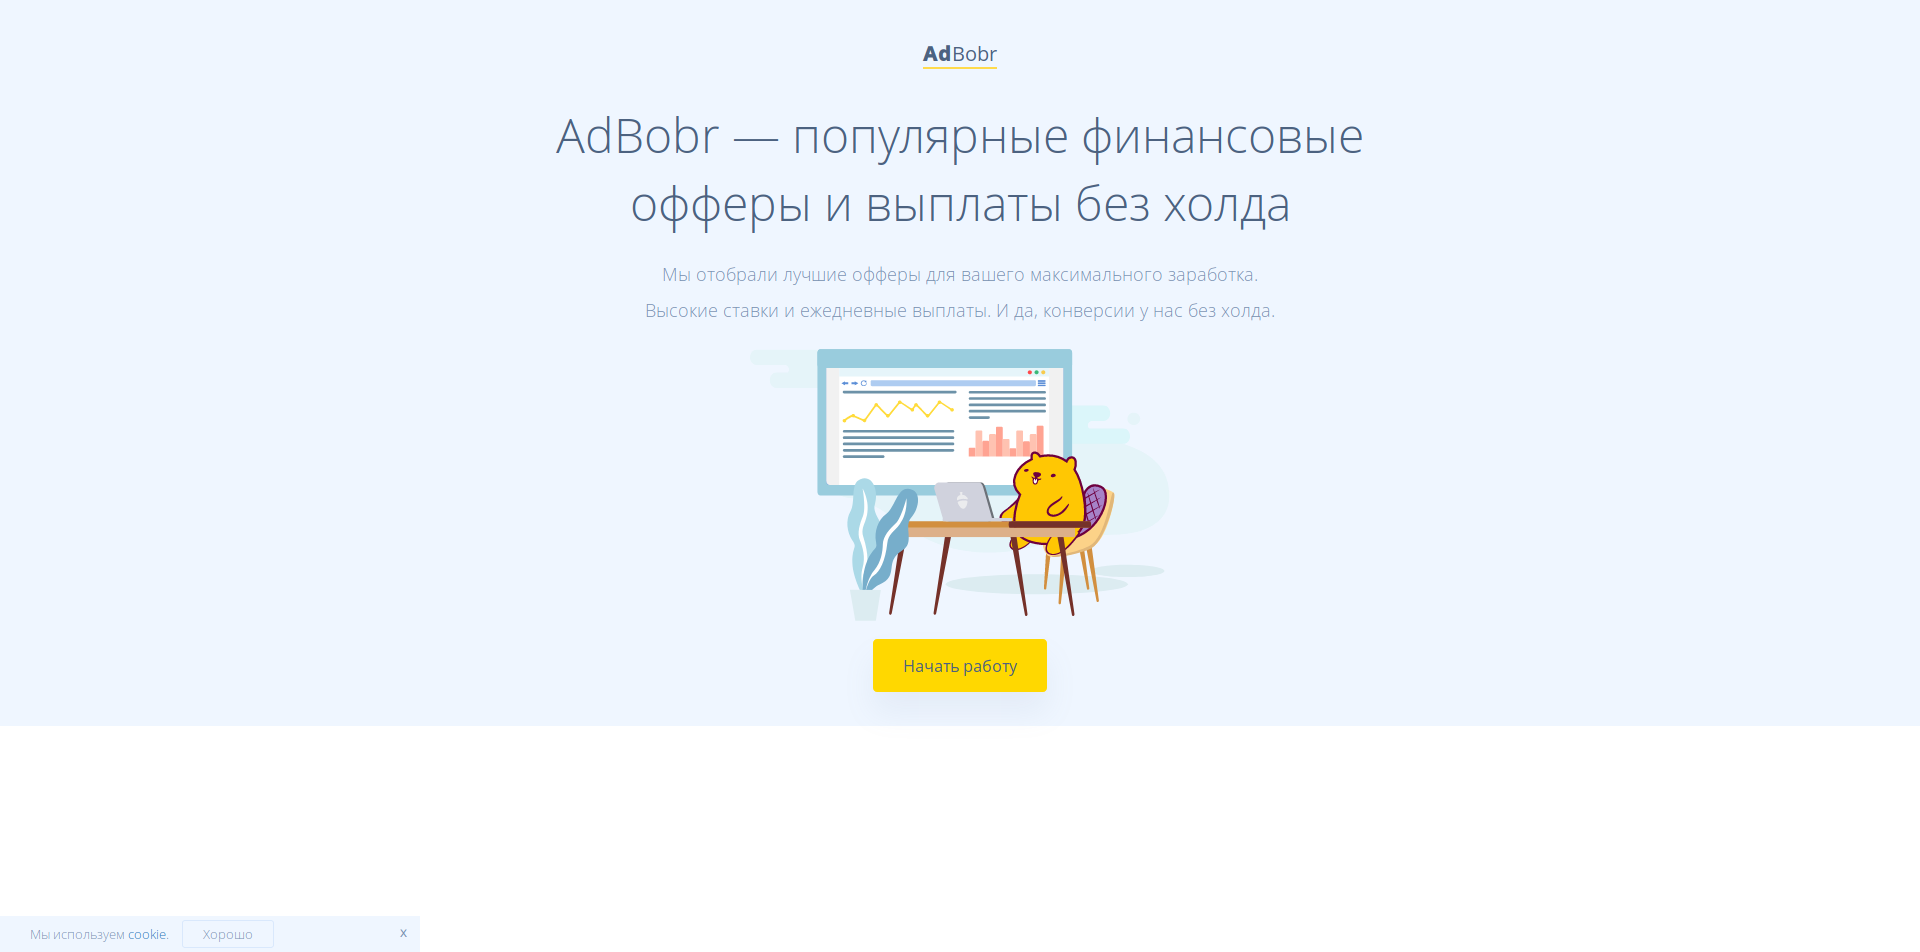 AdBobr
AdBobr — популярные финансовые
офферы и выплаты без холда
Мы отобрали лучшие офферы для вашего максимального заработка.
Высокие ставки и ежедневные выплаты. И да, конверсии у нас без холда.
Начать работу
Мы используем cookie. Хорошо x